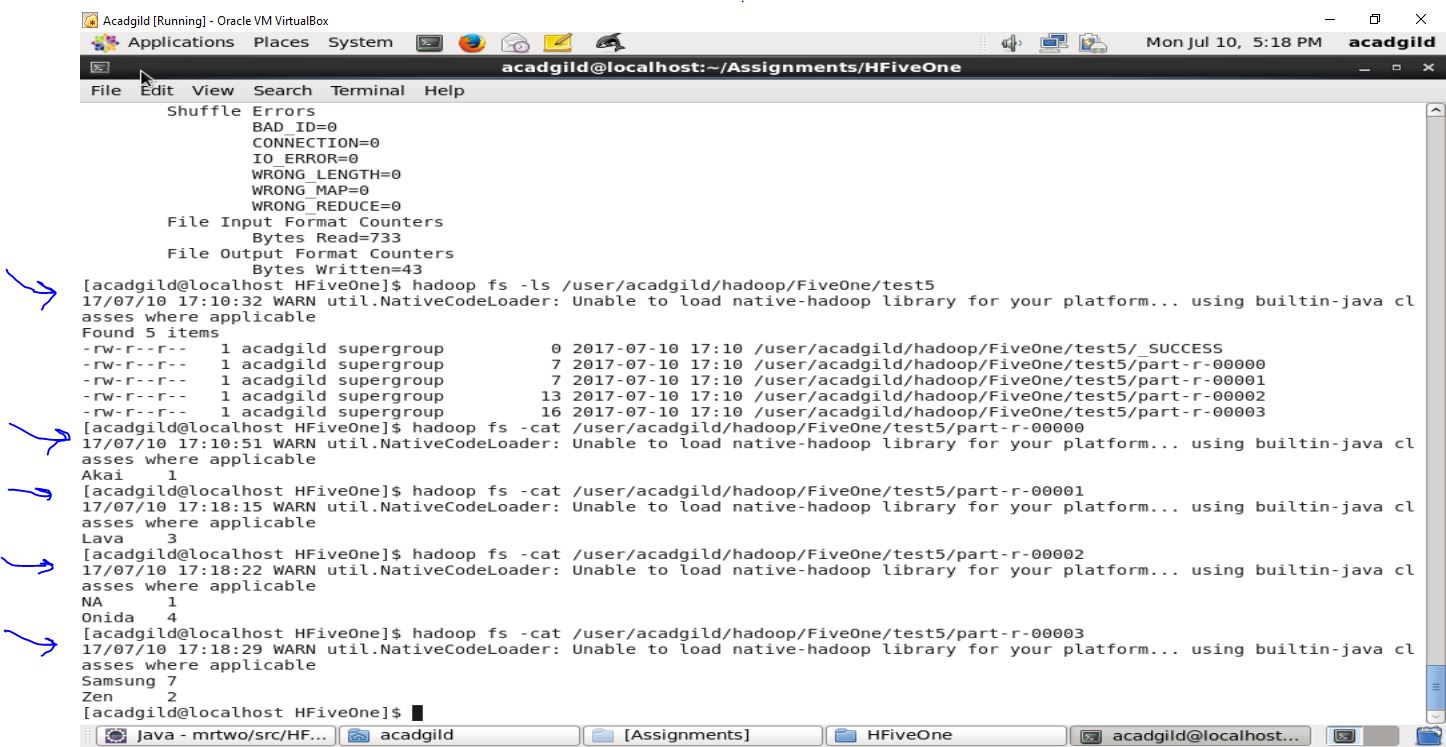 Acadgild [Running] - Oracle VM VirtualBox
Applications Places System Mon Jul 10, 5:18 PM acadgild
acadgild@localhost:~/Assignments/HFiveOne
File Edit View Search Terminal Help
Shuffle Errors
BAD_ID=0
CONNECTION=0
IO_ERROR=0
WRONG_LENGTH=0
WRONG_MAP=0
WRONG_REDUCE=0
File Input Format Counters
Bytes Read=733
File Output Format Counters
Bytes Written=43
[acadgild@localhost HFiveOne]$ hadoop fs -ls /user/acadgild/hadoop/FiveOne/test5
17/07/10 17:10:32 WARN util.NativeCodeLoader: Unable to load native-hadoop library for your platform... using builtin-java cl
asses where applicable
Found 5 items
-rw-r--r-- 1 acadgild supergroup 0 2017-07-10 17:10 /user/acadgild/hadoop/FiveOne/test5/_SUCCESS
-rw-r--r-- 1 acadgild supergroup 7 2017-07-10 17:10 /user/acadgild/hadoop/FiveOne/test5/part-r-00000
-rw-r--r-- 1 acadgild supergroup 7 2017-07-10 17:10 /user/acadgild/hadoop/FiveOne/test5/part-r-00001
-rw-r--r-- 1 acadgild supergroup 13 2017-07-10 17:10 /user/acadgild/hadoop/FiveOne/test5/part-r-00002
-rw-r--r-- 1 acadgild supergroup 16 2017-07-10 17:10 /user/acadgild/hadoop/FiveOne/test5/part-r-00003
[acadgild@localhost HFiveOne]$ hadoop fs -cat /user/acadgild/hadoop/FiveOne/test5/part-r-00000
17/07/10 17:10:51 WARN util.NativeCodeLoader: Unable to load native-hadoop library for your platform... using builtin-java cl
asses where applicable
Akai 1
[acadgild@localhost HFiveOne]$ hadoop fs -cat /user/acadgild/hadoop/FiveOne/test5/part-r-00001
17/07/10 17:18:15 WARN util.NativeCodeLoader: Unable to load native-hadoop library for your platform... using builtin-java cl
asses where applicable
Lava 3
[acadgild@localhost HFiveOne]$ hadoop fs -cat /user/acadgild/hadoop/FiveOne/test5/part-r-00002
17/07/10 17:18:22 WARN util.NativeCodeLoader: Unable to load native-hadoop library for your platform... using builtin-java cl
asses where applicable
NA 1
Onida 4
[acadgild@localhost HFiveOne]$ hadoop fs -cat /user/acadgild/hadoop/FiveOne/test5/part-r-00003
17/07/10 17:18:29 WARN util.NativeCodeLoader: Unable to load native-hadoop library for your platform... using builtin-java cl
asses where applicable
Samsung 7
Zen 2
[acadgild@localhost HFiveOne]$
Java - mrtwo/src/HF... acadgild [Assignments] HFiveOne acadgild@localhost...